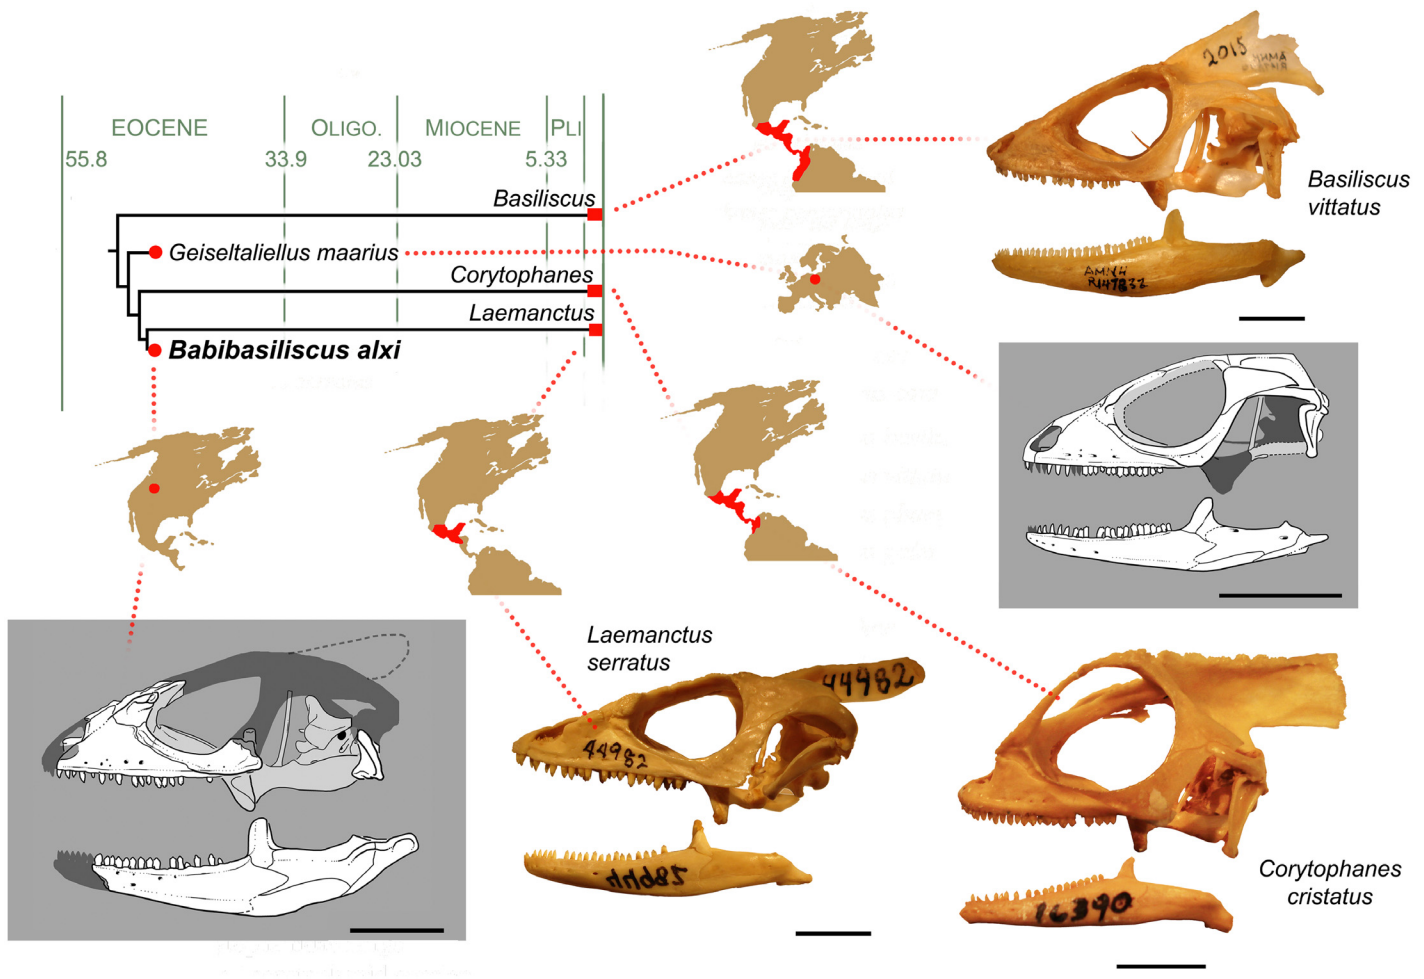 EOCENE
OLIGO.
MIOCENE
PLI
55.8
33.9
23.03
5.33
Basiliscus
Geiseltaliellus maarius
Corytophanes
Laemanctus
Babibasiliscus alxi
2015
Basiliscus
vittatus
AMNH
R147832
Laemanctus
serratus
44982
44982
44982
16390
Corytophanes
cristatus